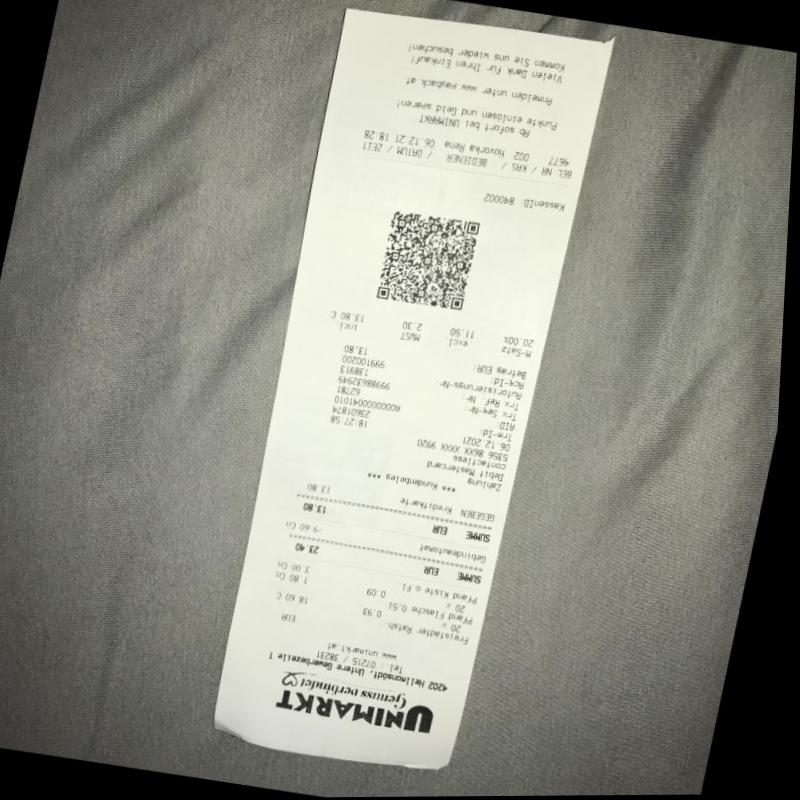 UNIMARKT
Genuss verbindet
4202 Hellmonsödt, Untere Gewerbezeile 1
Tel.: 07215 / 38231
www.unimarkt.at
EUR
Freistädter Ratsh.
20 x 0.93 18.60 C
Pfand Flasche 0.5l
20 x 0.09 1.80 Cn
Pfand Kiste o.Fl. 3.00 Cn
SUMME EUR 23.40
Gebindeautomat -9.60 Cn
SUMME EUR 13.80
GEGEBEN Kreditkarte 13.80
*** Kundenbeleg ***
Zahlung
Debit Mastercard
contactless
5356 86XX XXXX 9920
06.12.2021 18:27:58
Trm-Id: 23601874
AID A0000000041010
Trx Seq-Nr.: 62781
Trx Ref. Nr.: 99988632949
Autorisierungs-Nr.: 138913
Acq-Id: 999100200
Betrag EUR: 13.80
M-Satz excl. MWST incl.
20.00% 11.50 2.30 13.80 C
KassenID: 840002
BEL NR / KAS / BEDIENER / DATUM / ZEIT
4677 002 Hovorka Rena 06.12.21 18:28
Ab sofort bei UNIMARKT
Punkte einlösen und Geld sparen!
Anmelden unter www.payback.at
Vielen Dank für Ihren Einkauf!
Kommen Sie uns wieder besuchen!